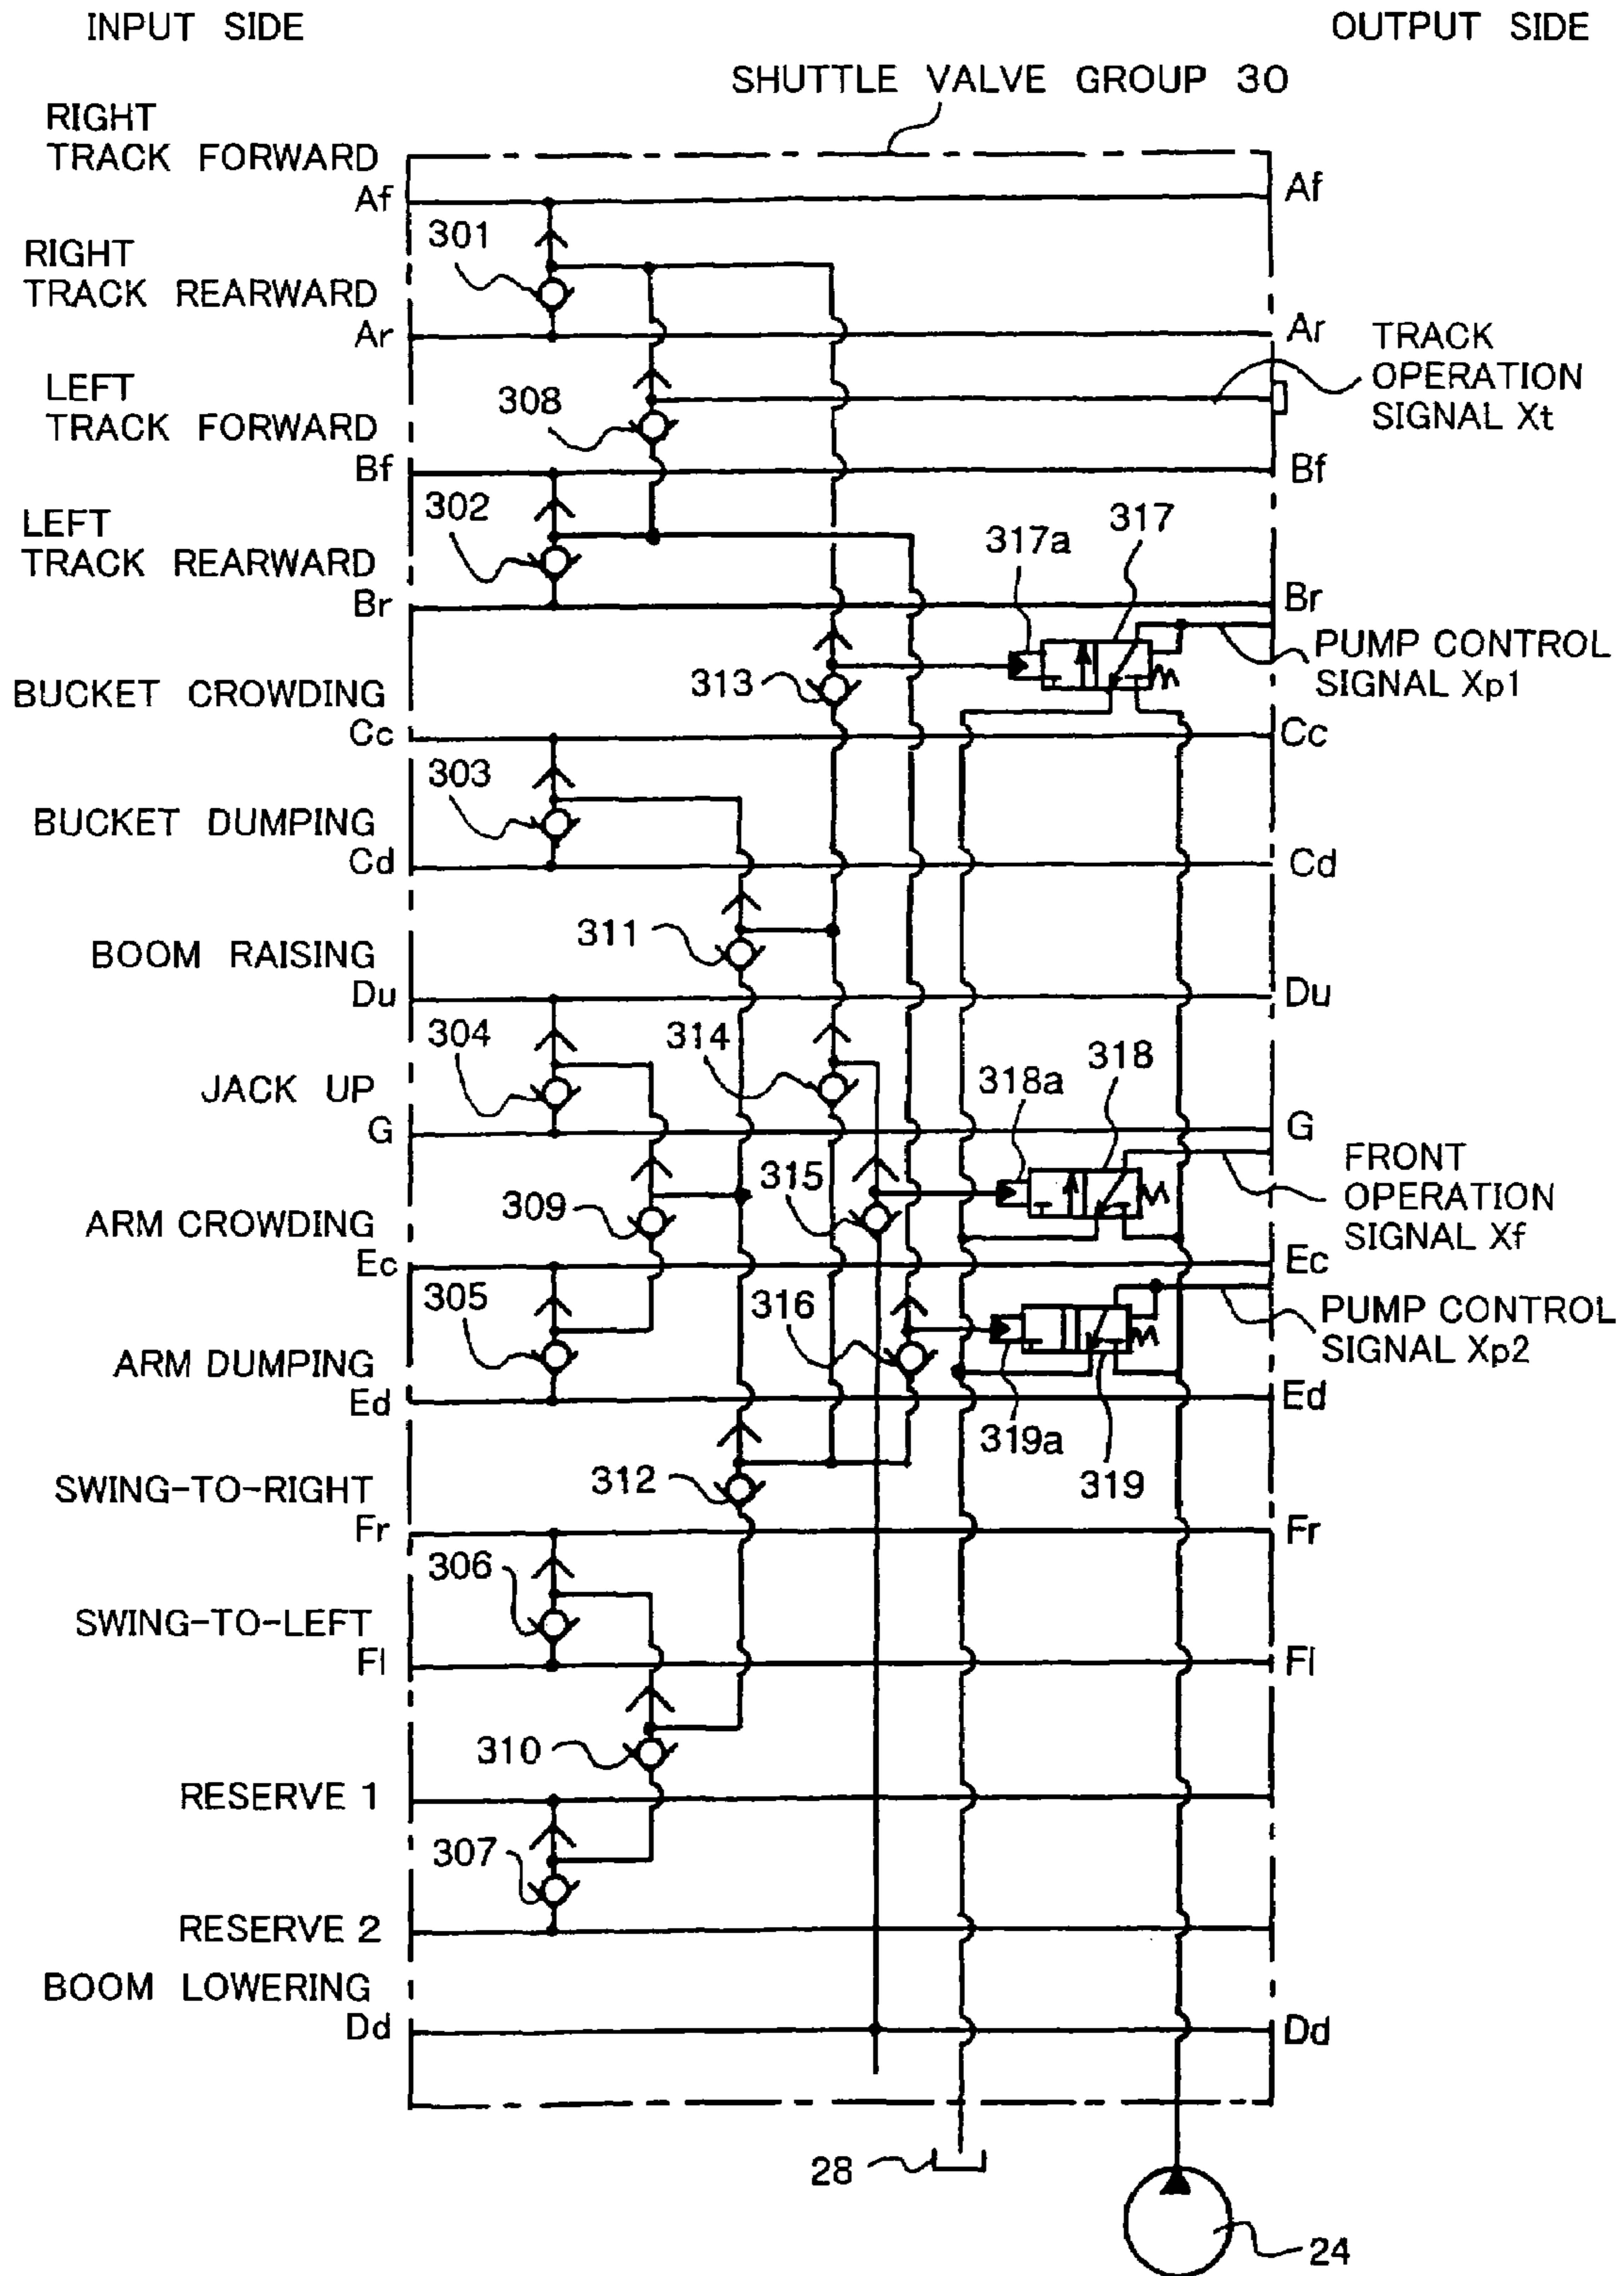 INPUT SIDE
OUTPUT SIDE
SHUTTLE VALVE GROUP 30
RIGHT
TRACK FORWARD
Af
Af
301
RIGHT
TRACK REARWARD
Ar
Ar
TRACK
OPERATION
SIGNAL Xt
LEFT
TRACK FORWARD
308
Bf
Bf
302
LEFT
TRACK REARWARD
317
317a
Br
Br
PUMP CONTROL
SIGNAL Xp1
313
BUCKET CROWDING
Cc
Cc
303
BUCKET DUMPING
Cd
Cd
311
BOOM RAISING
Du
Du
304
314
318
318a
JACK UP
G
G
FRONT
OPERATION
SIGNAL Xf
315
309
ARM CROWDING
Ec
Ec
305
316
PUMP CONTROL
SIGNAL Xp2
ARM DUMPING
Ed
Ed
319a
319
312
SWING-TO-RIGHT
Fr
Fr
306
SWING-TO-LEFT
Fl
Fl
310
RESERVE 1
307
RESERVE 2
BOOM LOWERING
Dd
Dd
28
24